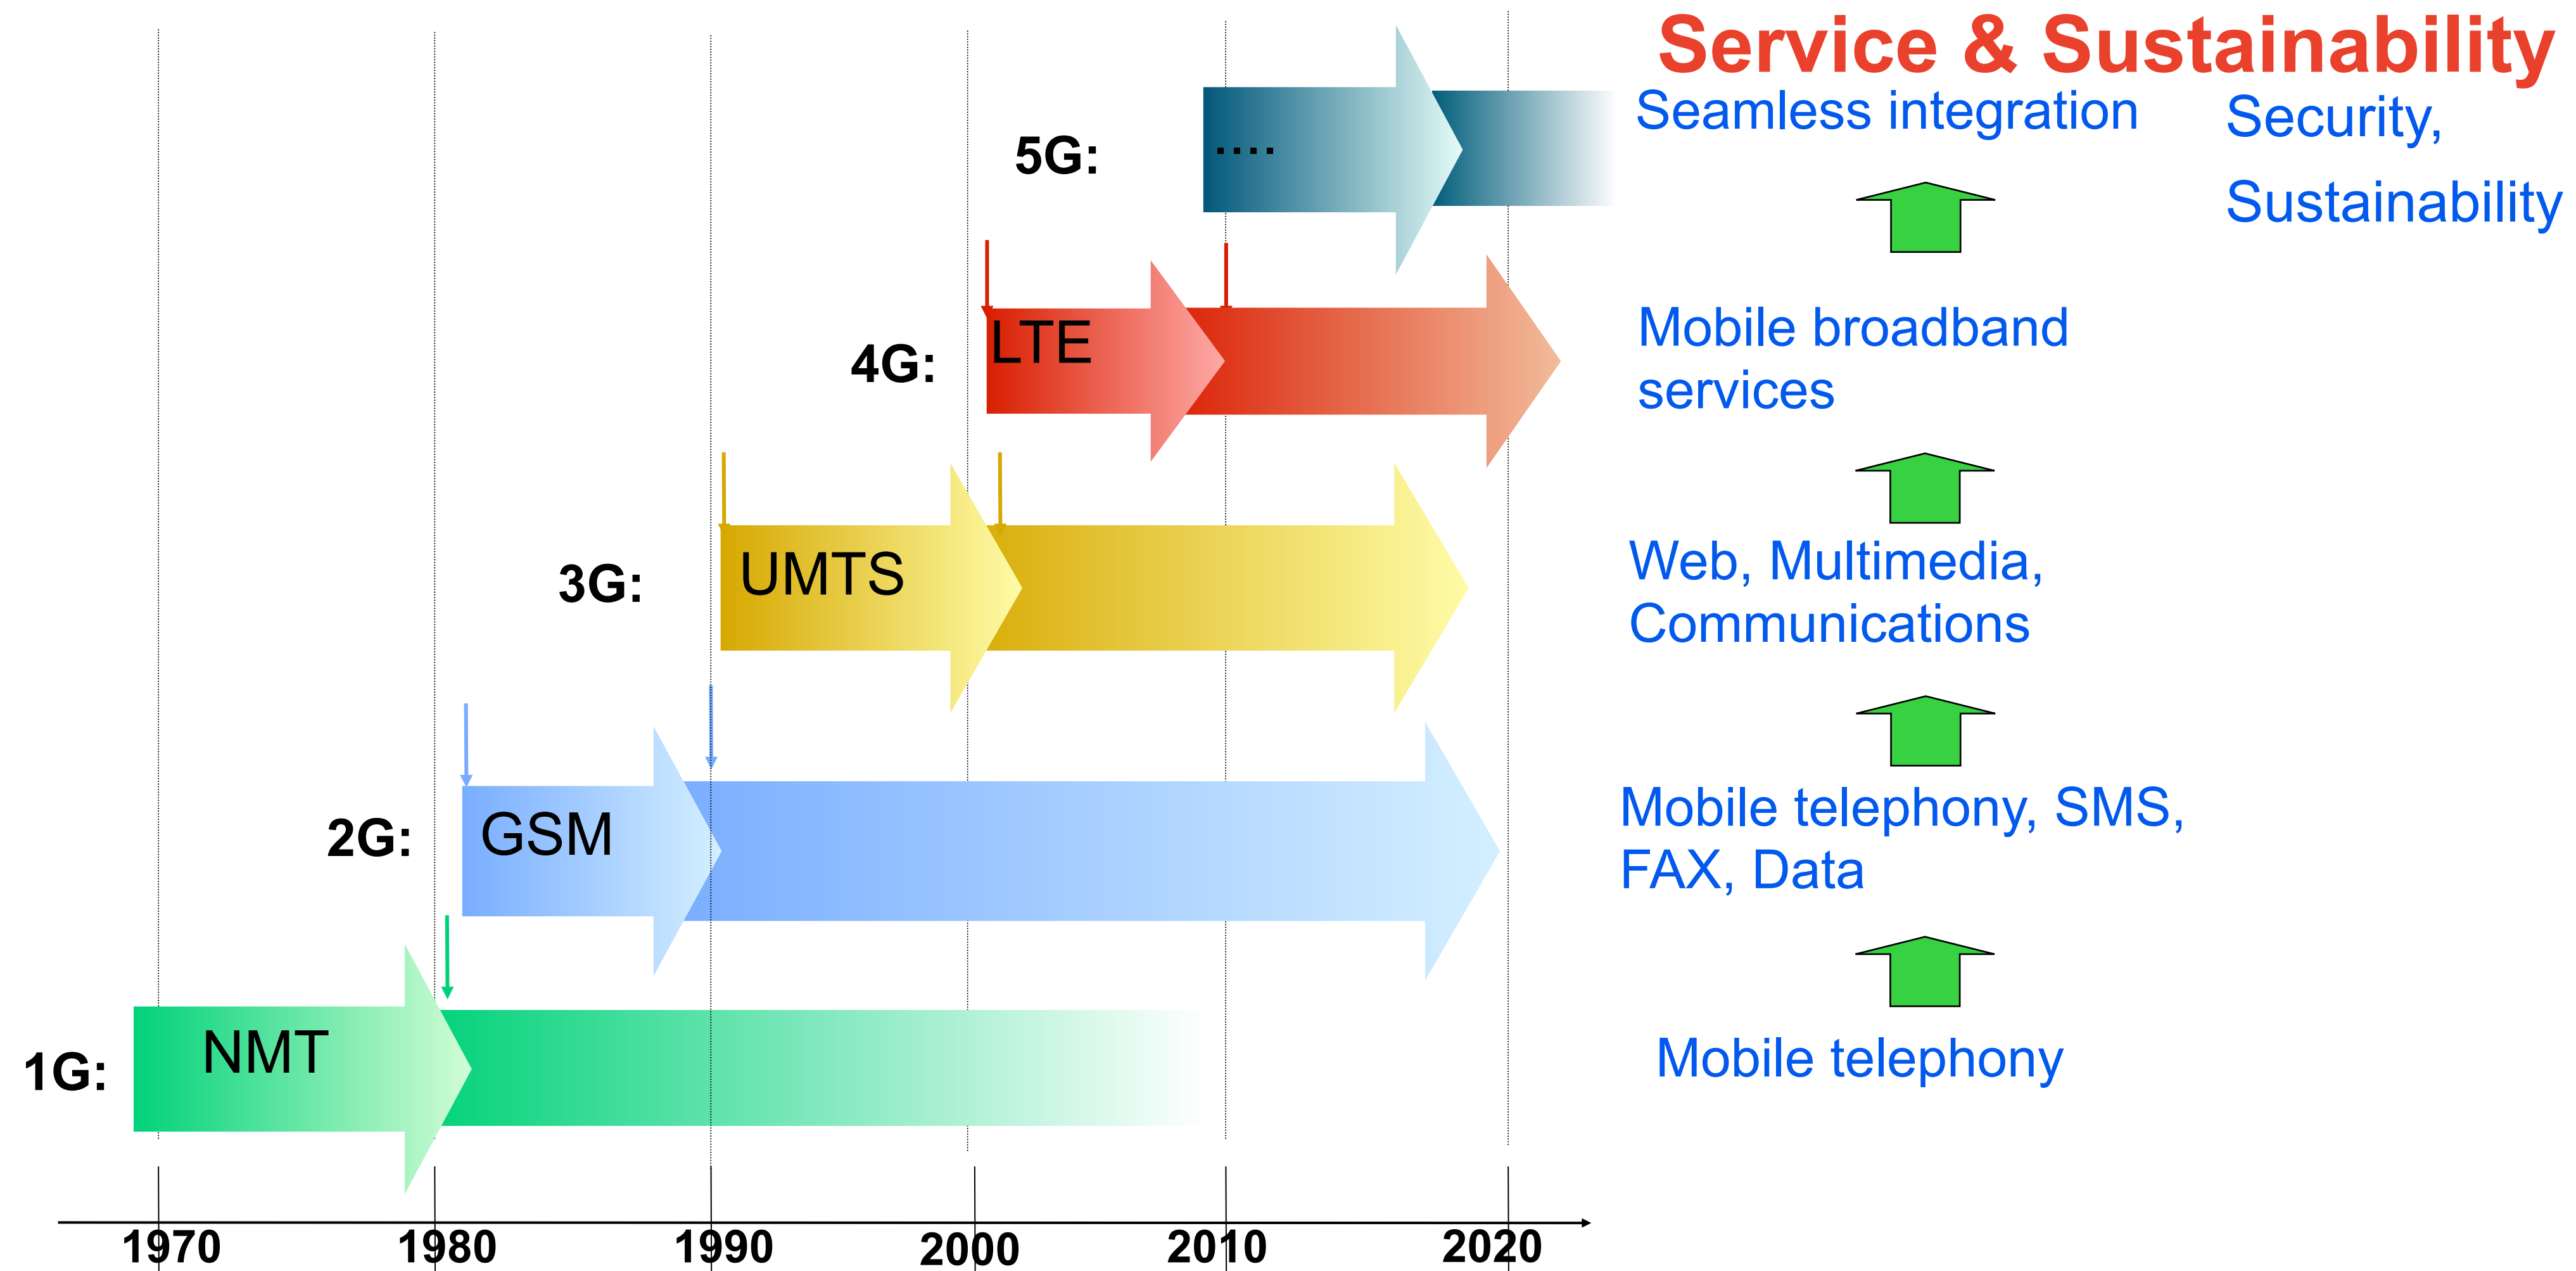 Service & Sustainability
Seamless integration
Security,
Sustainability
5G:
....
4G:
LTE
Mobile broadband
services
3G:
UMTS
Web, Multimedia,
Communications
2G:
GSM
Mobile telephony, SMS,
FAX, Data
1G:
NMT
Mobile telephony
1970 1980 1990 2000 2010 2020